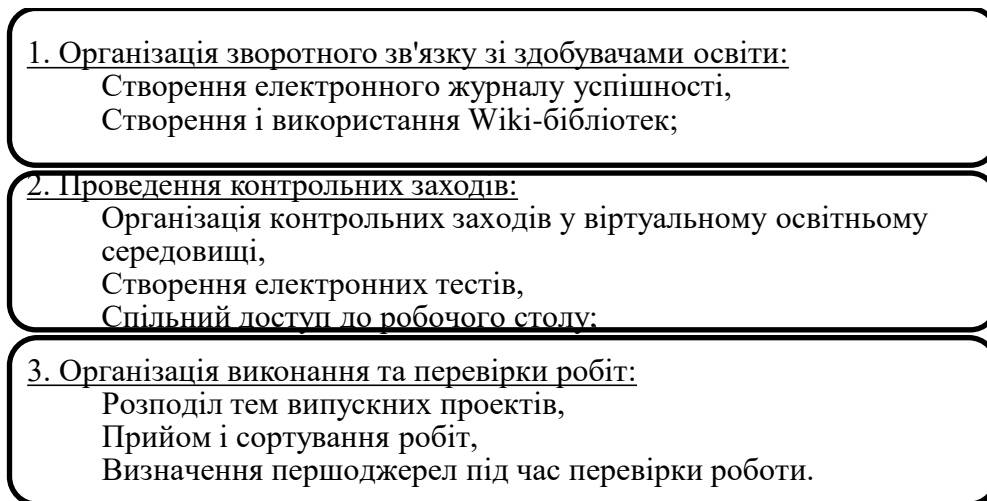 1. Організація зворотного зв'язку зі здобувачами освіти:
Створення електронного журналу успішності,
Створення і використання Wiki-бібліотек;
2. Проведення контрольних заходів:
Організація контрольних заходів у віртуальному освітньому
середовищі,
Створення електронних тестів,
Спільний доступ до робочого столу;
3. Організація виконання та перевірки робіт:
Розподіл тем випускних проектів,
Прийом і сортування робіт,
Визначення першоджерел під час перевірки роботи.